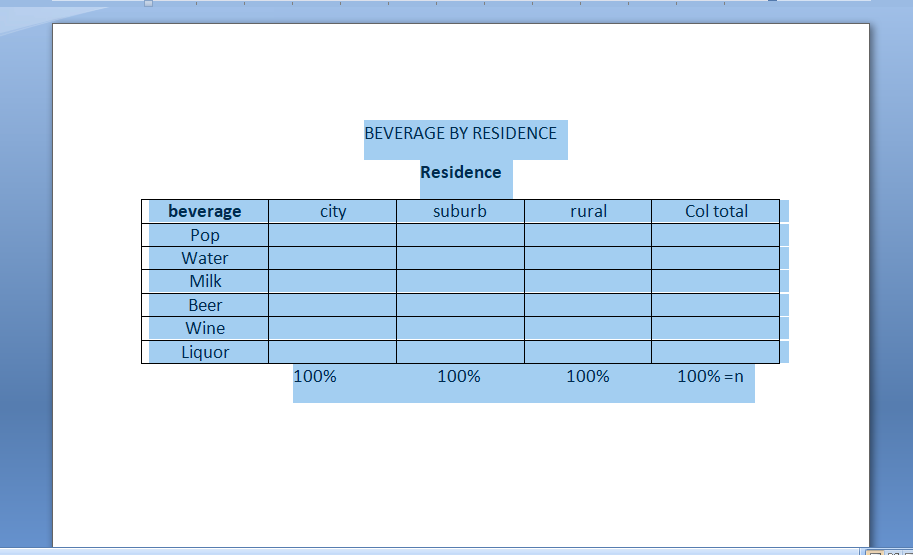 BEVERAGE BY RESIDENCE
Residence
beverage city suburb rural Col total
Pop
Water
Milk
Beer
Wine
Liquor
100% 100% 100% 100% =n